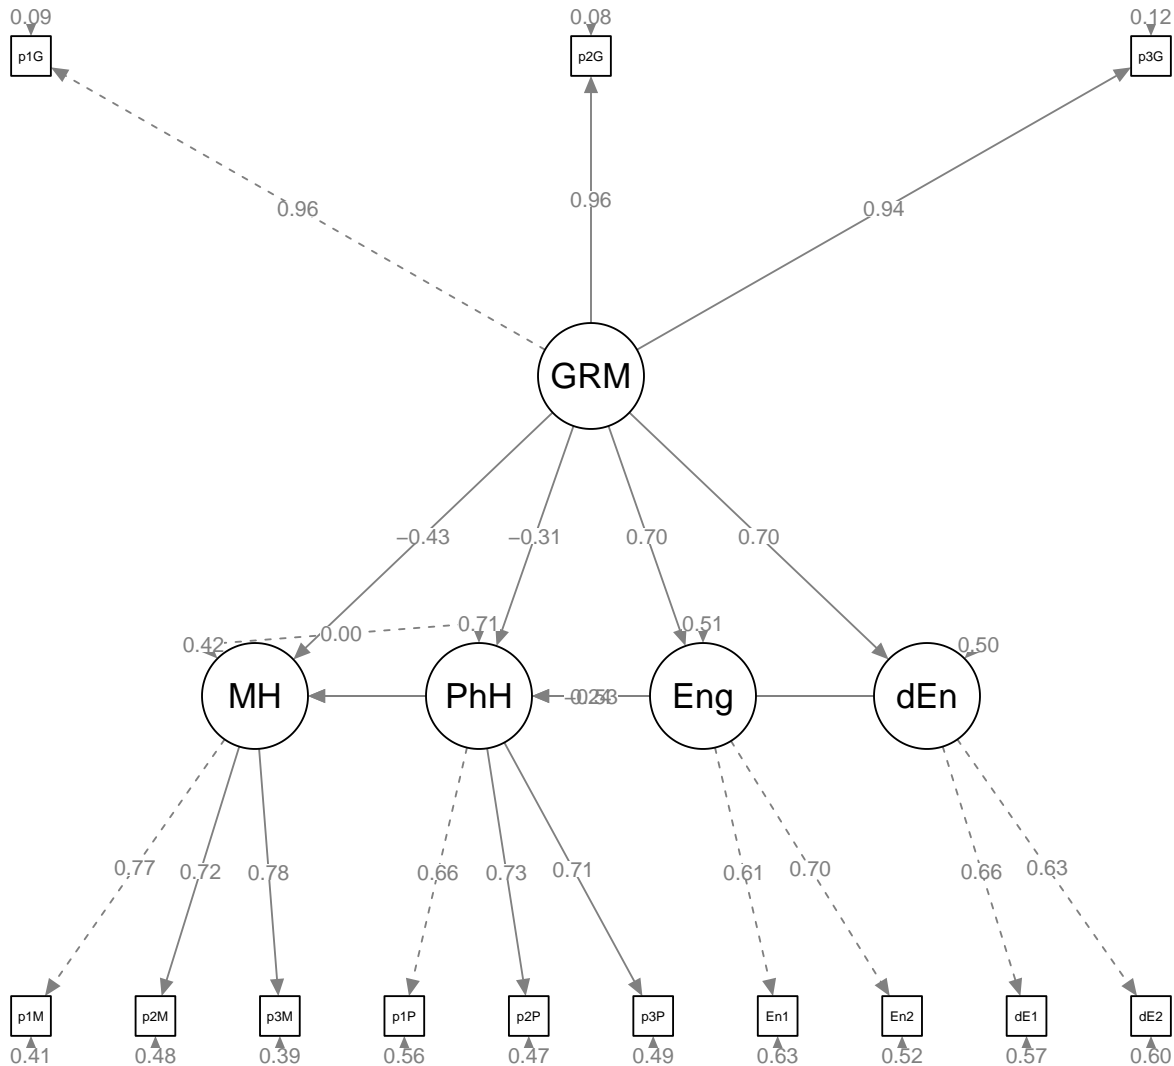 0.09 0.08 0.12
p1G p2G p3G
0.96 0.96 0.94
GRM
−0.43 −0.31 0.70 0.70
0.42 0.00 0.71 0.51 0.50
MH PhH Eng dEn
0.77 0.72 0.78 0.66 0.73 0.71 0.61 0.70 0.66 0.63
p1M p2M p3M p1P p2P p3P En1 En2 dE1 dE2
0.41 0.48 0.39 0.56 0.47 0.49 0.63 0.52 0.57 0.60